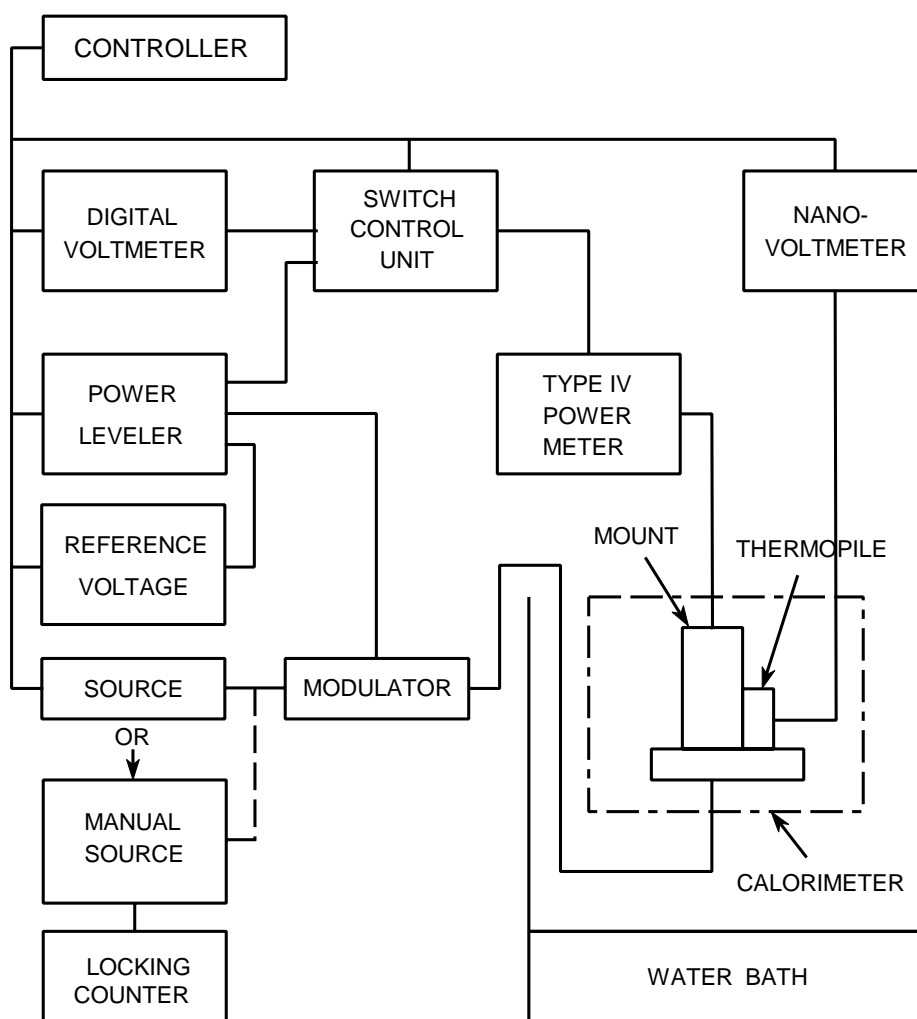 CONTROLLER
DIGITAL
VOLTMETER
SWITCH
CONTROL
UNIT
NANO-
VOLTMETER
POWER
LEVELER
TYPE IV
POWER
METER
REFERENCE
VOLTAGE
MOUNT
THERMOPILE
SOURCE
MODULATOR
OR
MANUAL
SOURCE
CALORIMETER
LOCKING
COUNTER
WATER BATH